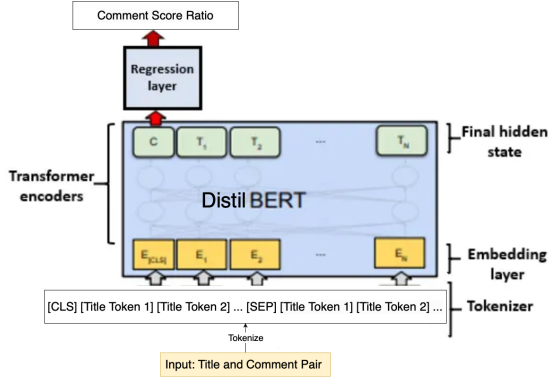 Comment Score Ratio
Regression
layer
C T1 T2 ... TN
Final hidden
state
Transformer
encoders
Distil BERT
E[CLS] E1 E2 ... EN
Embedding
layer
[CLS] [Title Token 1] [Title Token 2] ... [SEP] [Title Token 1] [Title Token 2] ...
Tokenizer
Tokenize
Input: Title and Comment Pair